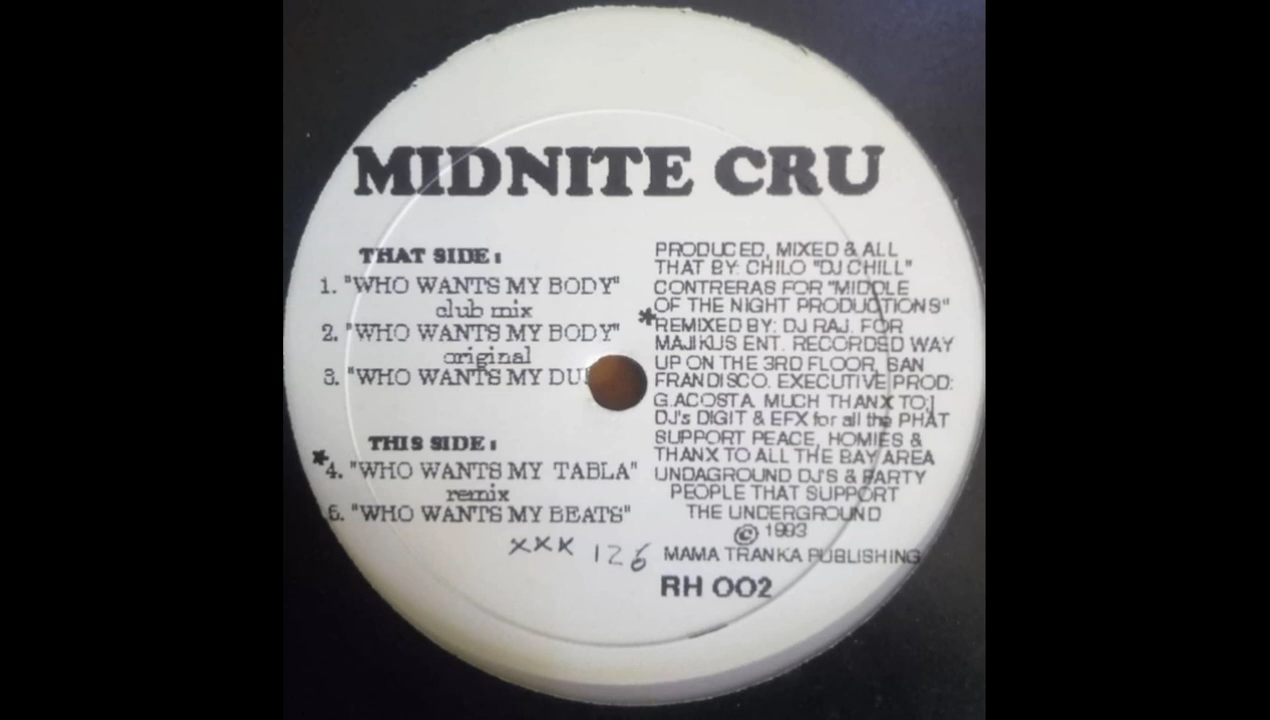 MIDNITE CRU
THAT SIDE:
1. "WHO WANTS MY BODY"
club mix
2. "WHO WANTS MY BODY"
original
3. "WHO WANTS MY
THIS SIDE:
*4. "WHO WANTS MY TABLA"
remix
5. "WHO WANTS MY BEATS"
xxx 126
PRODUCED, MIXED & ALL
THAT BY: CHILO "DJ CHILL"
CONTRERAS FOR "MIDDLE
OF THE NIGHT PRODUCTIONS"
*REMIXED BY: DJ RAJ. FOR
MAJIKUS ENT. RECORDED WAY
UP ON THE 3RD FLOOR, SAN
FRANDISCO. EXECUTIVE PROD:
G.ACOSTA. MUCH THANX TO;]
DJ's DIGIT & EFX for all the PHAT
SUPPORT PEACE, HOMIES &
THANX TO ALL THE BAY AREA
UNDAGROUND DJ'S & PARTY
PEOPLE THAT SUPPORT
THE UNDERGROUND
© 1993
MAMA TRANKA PUBLISHING
RH 002